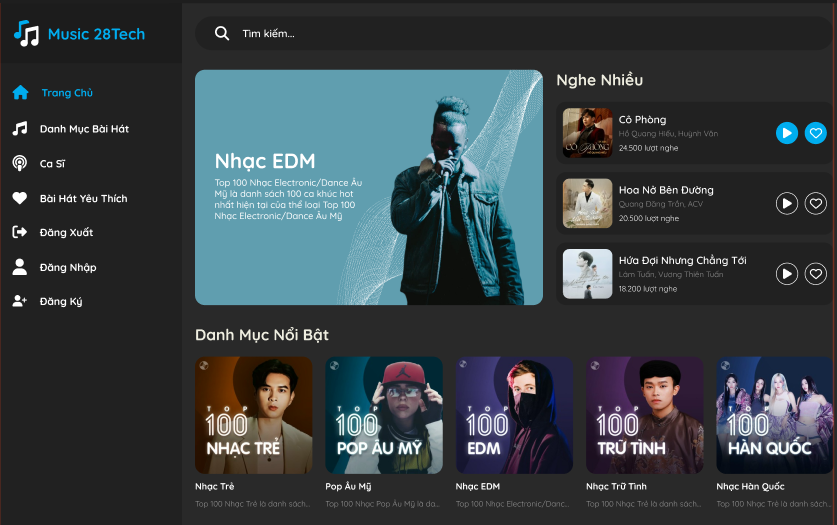 Music 28Tech
Trang Chủ
Danh Mục Bài Hát
Ca Sĩ
Bài Hát Yêu Thích
Đăng Xuất
Đăng Nhập
Đăng Ký
Tìm kiếm...
Nhạc EDM
Top 100 Nhạc Electronic/Dance Âu
Mỹ là danh sách 100 ca khúc hot
nhất hiện tại của thể loại Top 100
Nhạc Electronic/Dance Âu Mỹ
Nghe Nhiều
CÔ PHÒNG
Cô Phòng
Hồ Quang Hiếu, Huỳnh Văn
24.500 lượt nghe
Hoa Nở Bên Đường
Quang Đăng Trần, ACV
20.500 lượt nghe
Hứa Đợi Nhưng Chẳng Tới
Lâm Tuấn, Vương Thiên Tuấn
18.200 lượt nghe
Danh Mục Nổi Bật
TOP
100
NHẠC TRẺ
Nhạc Trẻ
Top 100 Nhạc Trẻ là danh sách...
TOP
100
POP ÂU MỸ
Pop Âu Mỹ
Top 100 Nhạc Pop Âu Mỹ là da...
TOP
100
EDM
Nhạc EDM
Top 100 Nhạc Electronic/Danc...
TOP
100
TRỮ TÌNH
Nhạc Trữ Tình
Top 100 Nhạc Trẻ là danh sách...
TOP
100
HÀN QUỐC
Nhạc Hàn Quốc
Top 100 Nhạc Trẻ là danh sách...